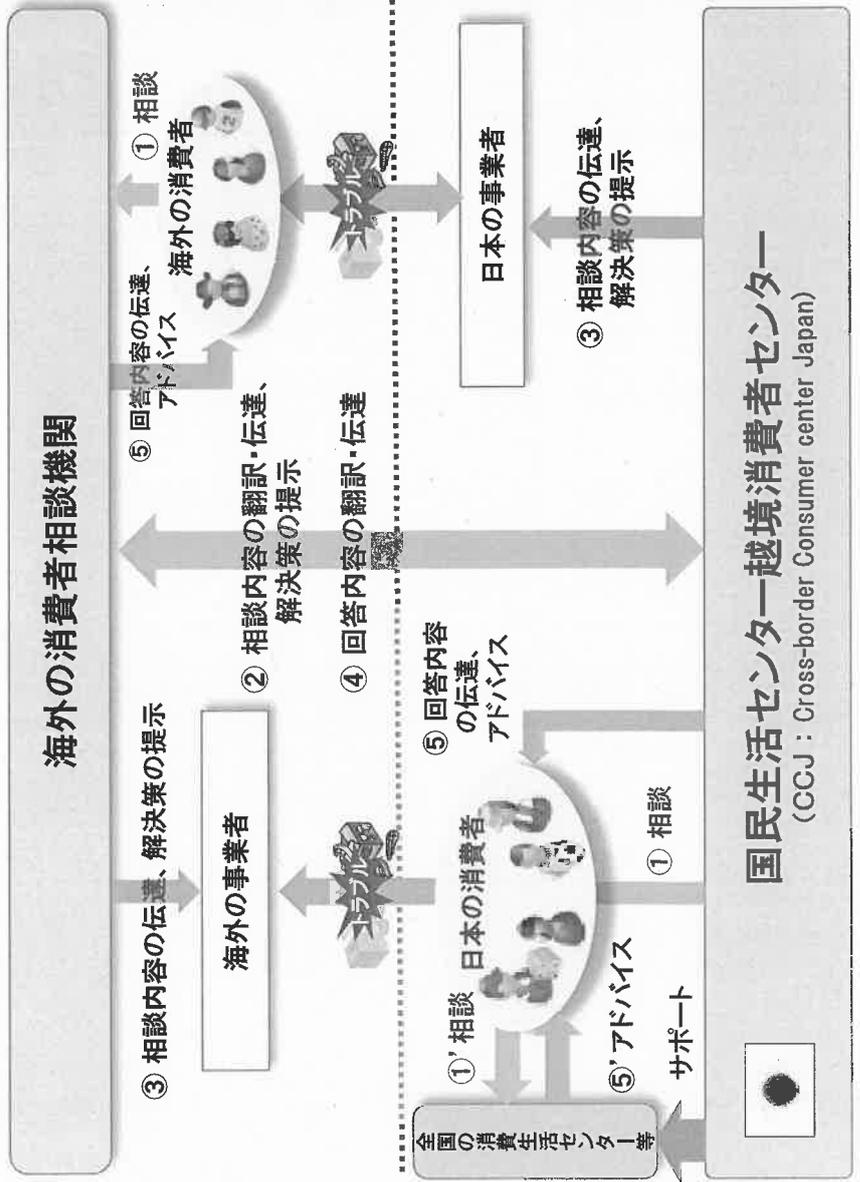 海外の消費者相談機関
③ 相談内容の伝達、解決策の提示
海外の事業者
トラブル
② 相談内容の翻訳・伝達、
解決策の提示
④ 回答内容の翻訳・伝達
⑤ 回答内容の伝達、
アドバイス
① 相談
海外の消費者
トラブル
①' 相談
日本の消費者
⑤ 回答内容
の伝達、
アドバイス
全国の消費生活センター等
⑤' アドバイス
サポート
① 相談
日本の事業者
③ 相談内容の伝達、
解決策の提示
国民生活センター越境消費者センター
(CCJ : Cross-border Consumer center Japan)